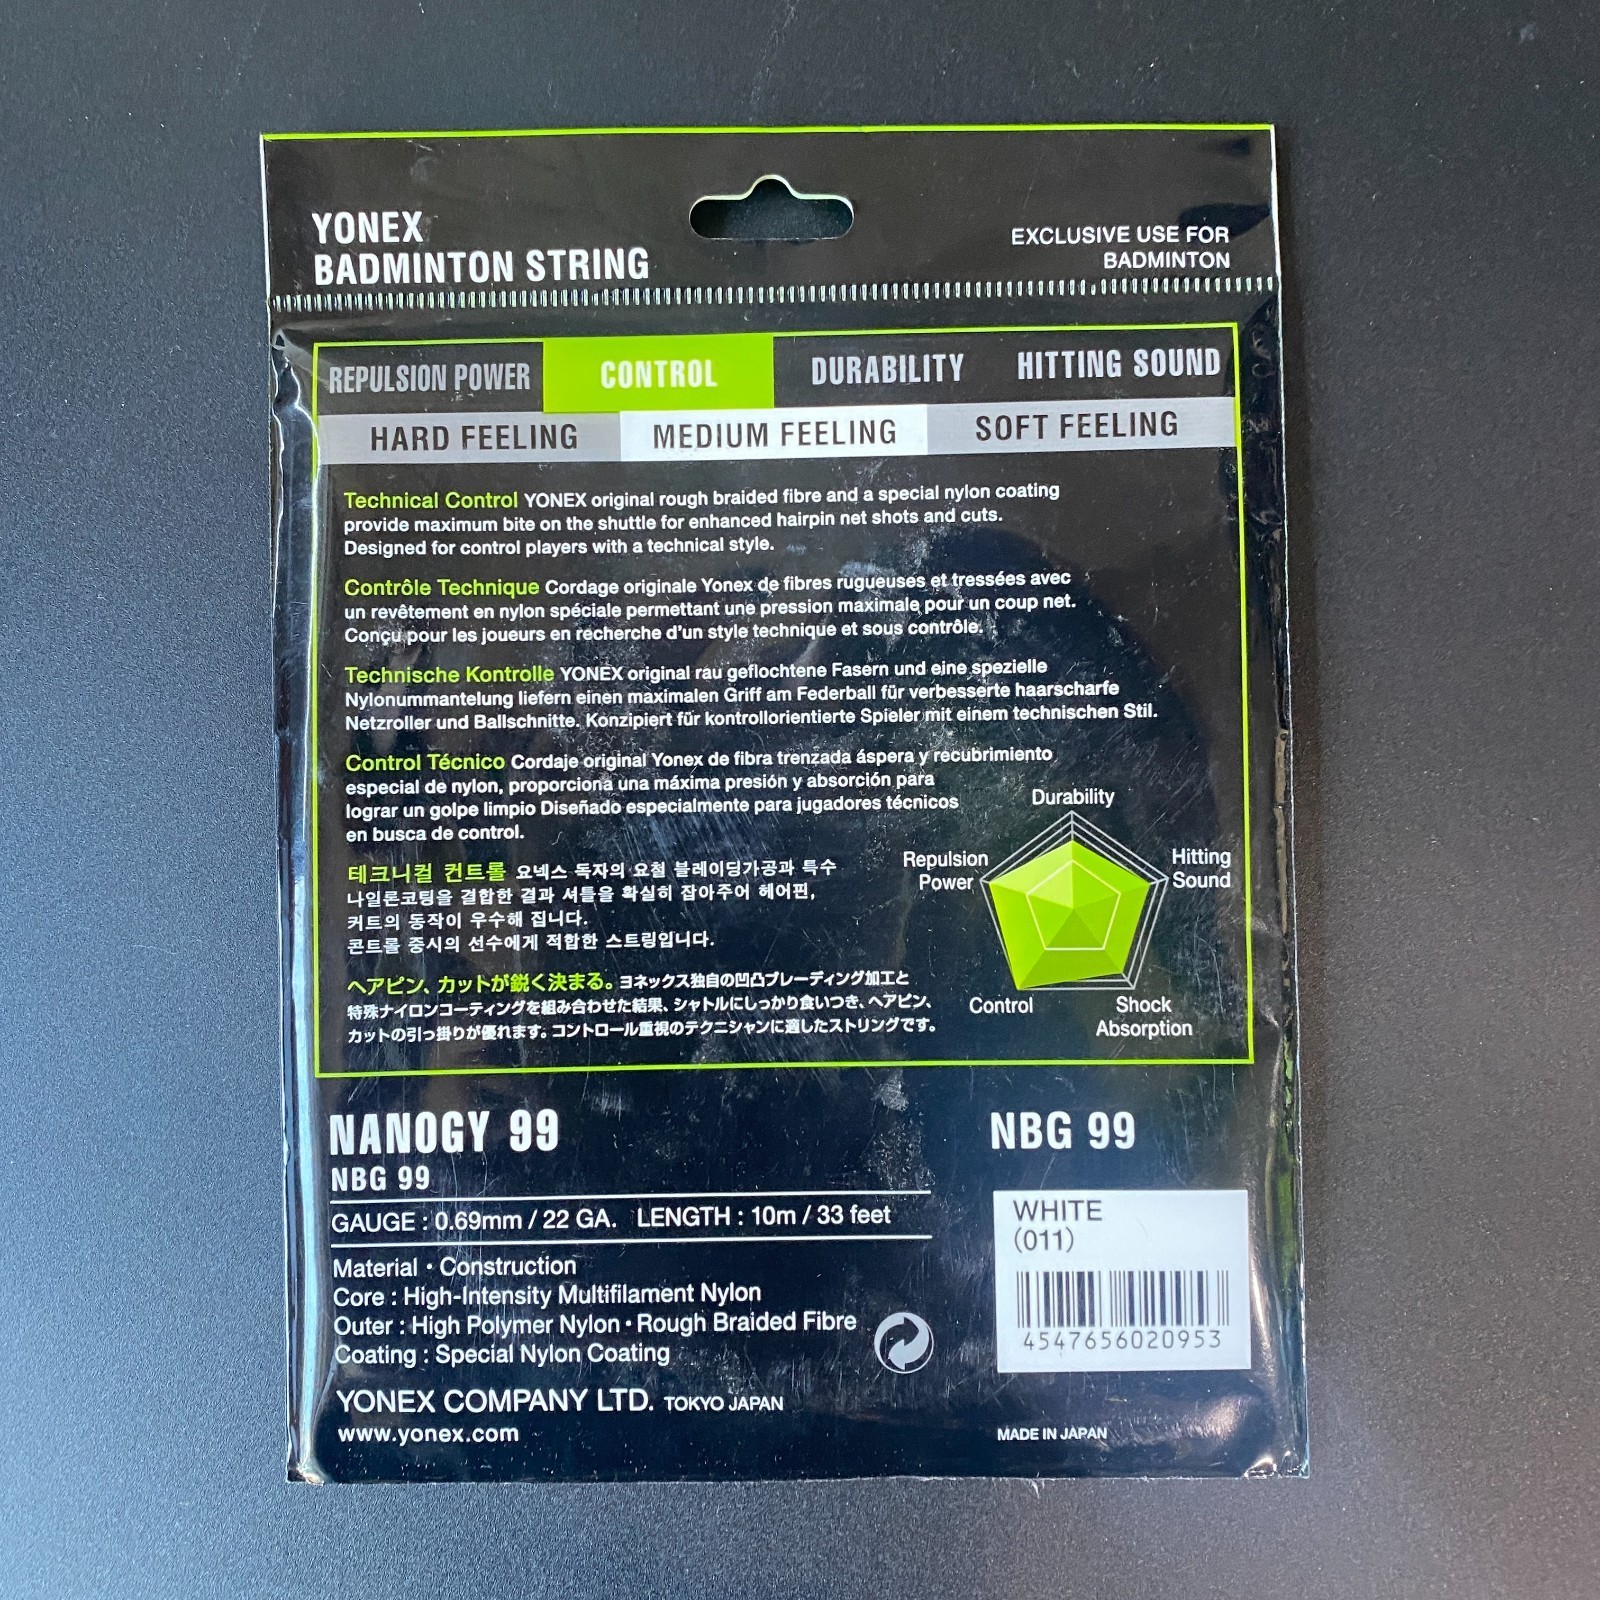 YONEX
BADMINTON STRING
EXCLUSIVE USE FOR
BADMINTON
REPULSION POWER CONTROL DURABILITY HITTING SOUND
HARD FEELING MEDIUM FEELING SOFT FEELING
Technical Control YONEX original rough braided fibre and a special nylon coating
provide maximum bite on the shuttle for enhanced hairpin net shots and cuts.
Designed for control players with a technical style.
Contrôle Technique Cordage originale Yonex de fibres rugueuses et tressées avec
un revêtement en nylon spéciale permettant une pression maximale pour un coup net.
Conçu pour les joueurs en recherche d'un style technique et sous contrôle.
Technische Kontrolle YONEX original rau geflochtene Fasern und eine spezielle
Nylonummantelung liefern einen maximalen Griff am Federball für verbesserte haarscharfe
Netzroller und Ballschnitte. Konzipiert für kontrollorientierte Spieler mit einem technischen Stil.
Control Técnico Cordaje original Yonex de fibra trenzada áspera y recubrimiento
especial de nylon, proporciona una máxima presión y absorción para
lograr un golpe limpio Diseñado especialmente para jugadores técnicos
en busca de control.
테크니컬 컨트롤 요넥스 독자의 요철 블레이딩가공과 특수
나일론코팅을 결합한 결과 셔틀을 확실히 잡아주어 헤어핀,
커트의 동작이 우수해 집니다.
콘트롤 중시의 선수에게 적합한 스트링입니다.
ヘアピン、カットが鋭く決まる。ヨネックス独自の凹凸ブレーディング加工と
特殊ナイロンコーティングを組み合わせた結果、シャトルにしっかり食いつき、ヘアピン、
カットの引っ掛りが優れます。コントロール重視のテクニシャンに適したストリングです。
Durability
Repulsion
Power
Hitting
Sound
Control
Shock
Absorption
NANOGY 99
NBG 99
NBG 99
GAUGE : 0.69mm / 22 GA. LENGTH : 10m / 33 feet
Material・Construction
Core : High-Intensity Multifilament Nylon
Outer : High Polymer Nylon・Rough Braided Fibre
Coating : Special Nylon Coating
YONEX COMPANY LTD. TOKYO JAPAN
www.yonex.com
WHITE
(011)
4547656020953
MADE IN JAPAN